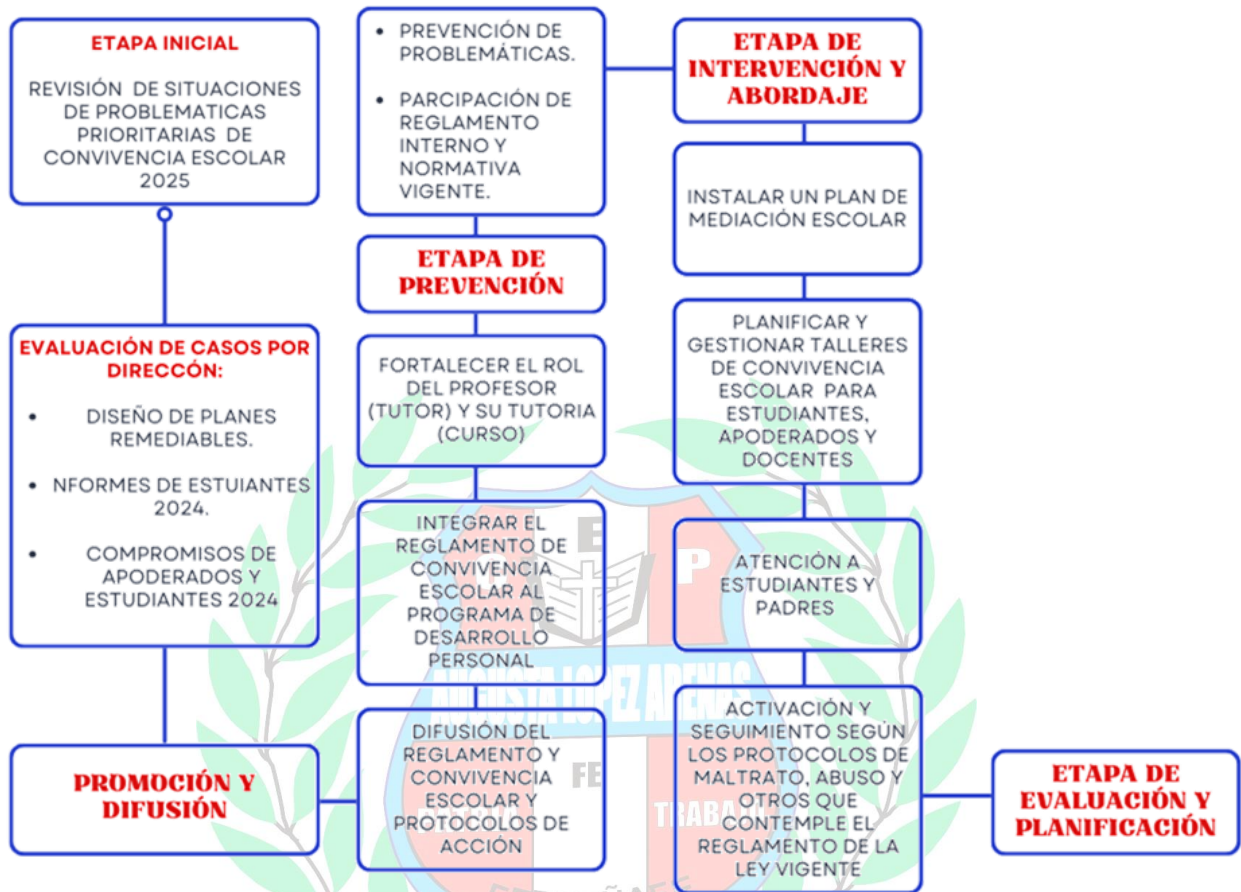 ETAPA INICIAL
REVISIÓN DE SITUACIONES
DE PROBLEMATICAS
PRIORITARIAS DE
CONVIVENCIA ESCOLAR
2025
EVALUACIÓN DE CASOS POR
DIRECCÓN:
• DISEÑO DE PLANES
REMEDIABLES.
• NFORMES DE ESTUIANTES
2024.
• COMPROMISOS DE
APODERADOS Y
ESTUDIANTES 2024
PROMOCIÓN Y
DIFUSIÓN
• PREVENCIÓN DE
PROBLEMÁTICAS.
• PARCIPACIÓN DE
REGLAMENTO
INTERNO Y
NORMATIVA
VIGENTE.
ETAPA DE
PREVENCIÓN
FORTALECER EL ROL
DEL PROFESOR
(TUTOR) Y SU TUTORIA
(CURSO)
INTEGRAR EL
REGLAMENTO DE
CONVIVENCIA
ESCOLAR AL
PROGRAMA DE
DESARROLLO
PERSONAL
DIFUSIÓN DEL
REGLAMENTO Y
CONVIVENCIA
ESCOLAR Y
PROTOCOLOS DE
ACCIÓN
ETAPA DE
INTERVENCIÓN Y
ABORDAJE
INSTALAR UN PLAN DE
MEDIACIÓN ESCOLAR
PLANIFICAR Y
GESTIONAR TALLERES
DE CONVIVENCIA
ESCOLAR PARA
ESTUDIANTES,
APODERADOS Y
DOCENTES
ATENCIÓN A
ESTUDIANTES Y
PADRES
ACTIVACIÓN Y
SEGUIMIENTO SEGÚN
LOS PROTOCOLOS DE
MALTRATO, ABUSO Y
OTROS QUE
CONTEMPLE EL
REGLAMENTO DE LA
LEY VIGENTE
ETAPA DE
EVALUACIÓN Y
PLANIFICACIÓN
C E P
AUGUSTA LOPEZ ARENAS
FE
TRABAJO